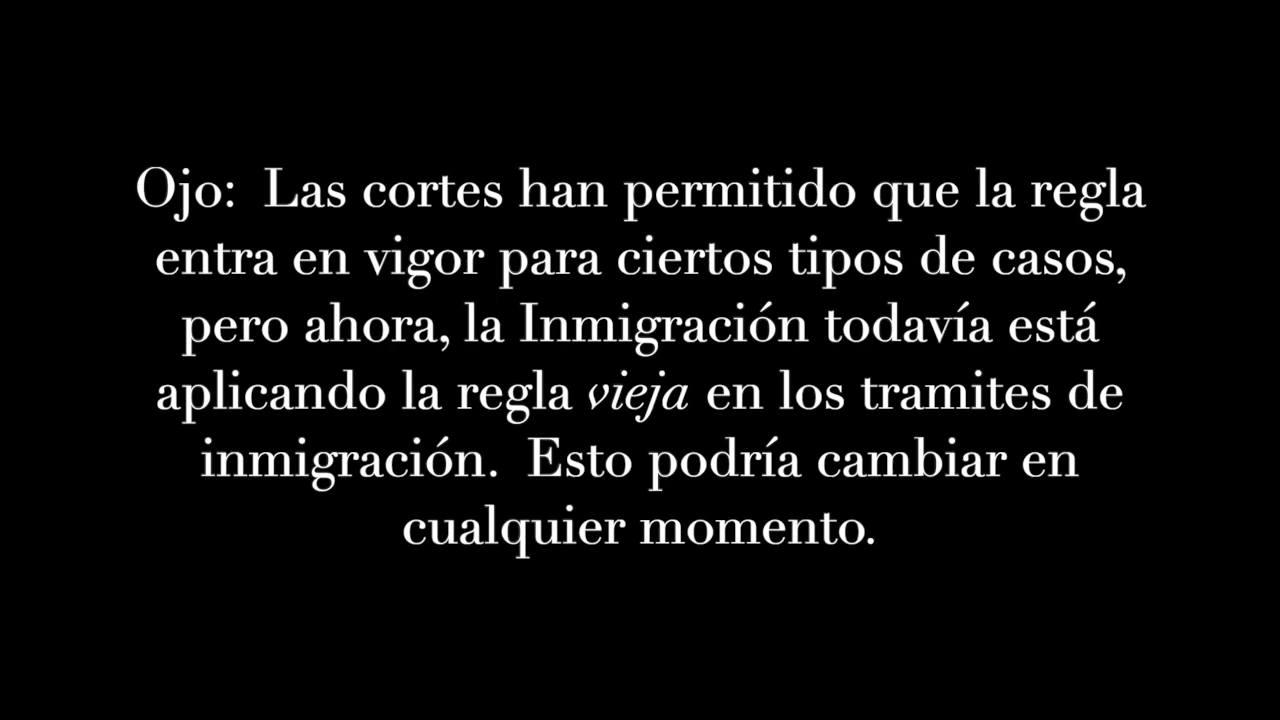 Ojo:  Las cortes han permitido que la regla
entra en vigor para ciertos tipos de casos,
pero ahora, la Inmigración todavía está
aplicando la regla vieja en los tramites de
inmigración.  Esto podría cambiar en
cualquier momento.